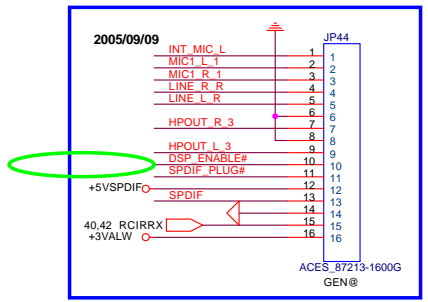 2005/09/09
JP44
INT_MIC_L 1 1
MIC1_L_1 2 2
MIC1_R_1 3 3
LINE_R_R 4 4
LINE_L_R 5 5
6 6
HPOUT_R_3 7 7
8 8
HPOUT_L_3 9 9
DSP_ENABLE# 10 10
SPDIF_PLUG# 11 11
+5VSPDIF 12 12
SPDIF 13 13
14 14
40,42 RCIRRX 15 15
+3VALW 16 16
ACES_87213-1600G
GEN@